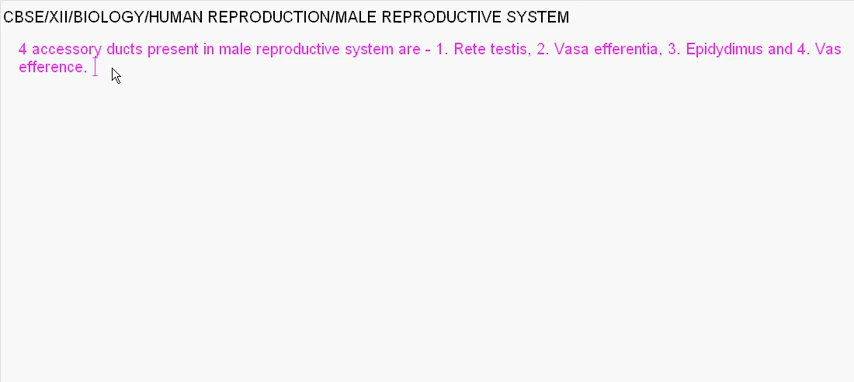 CBSE/XII/BIOLOGY/HUMAN REPRODUCTION/MALE REPRODUCTIVE SYSTEM
4 accessory ducts present in male reproductive system are - 1. Rete testis, 2. Vasa efferentia, 3. Epidydimus and 4. Vas
efference.